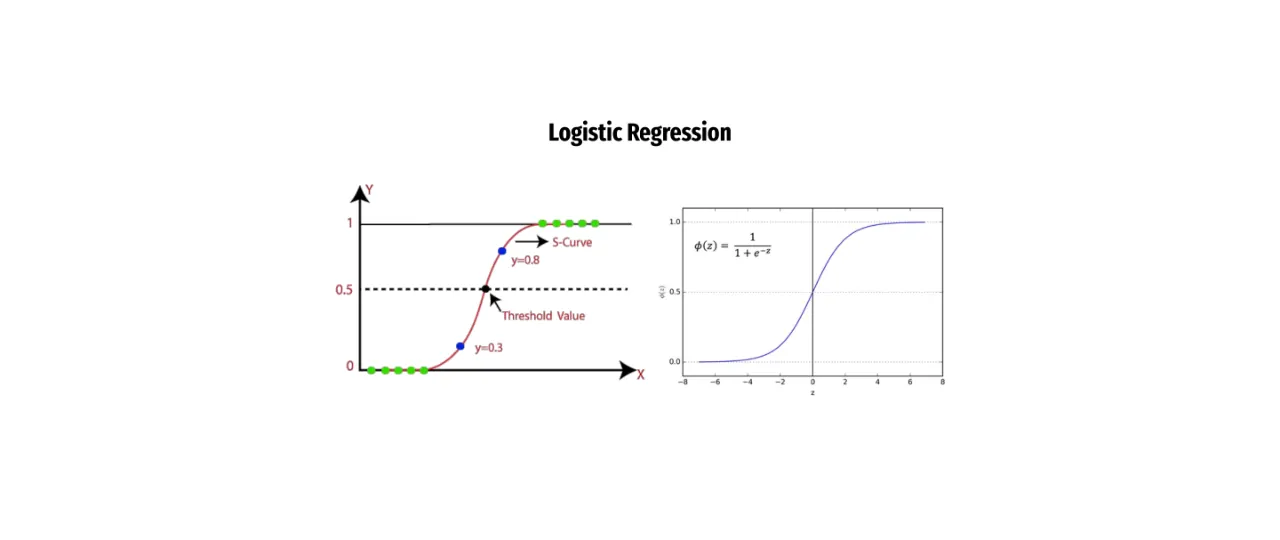 Logistic Regression
Y
1
S-Curve
y=0.8
0.5
Threshold Value
y=0.3
0
X
1.0
ϕ(z) = 1 / (1 + e^{-z})
ϕ(z)
0.5
0.0
−8 −6 −4 −2 0 2 4 6 8
z